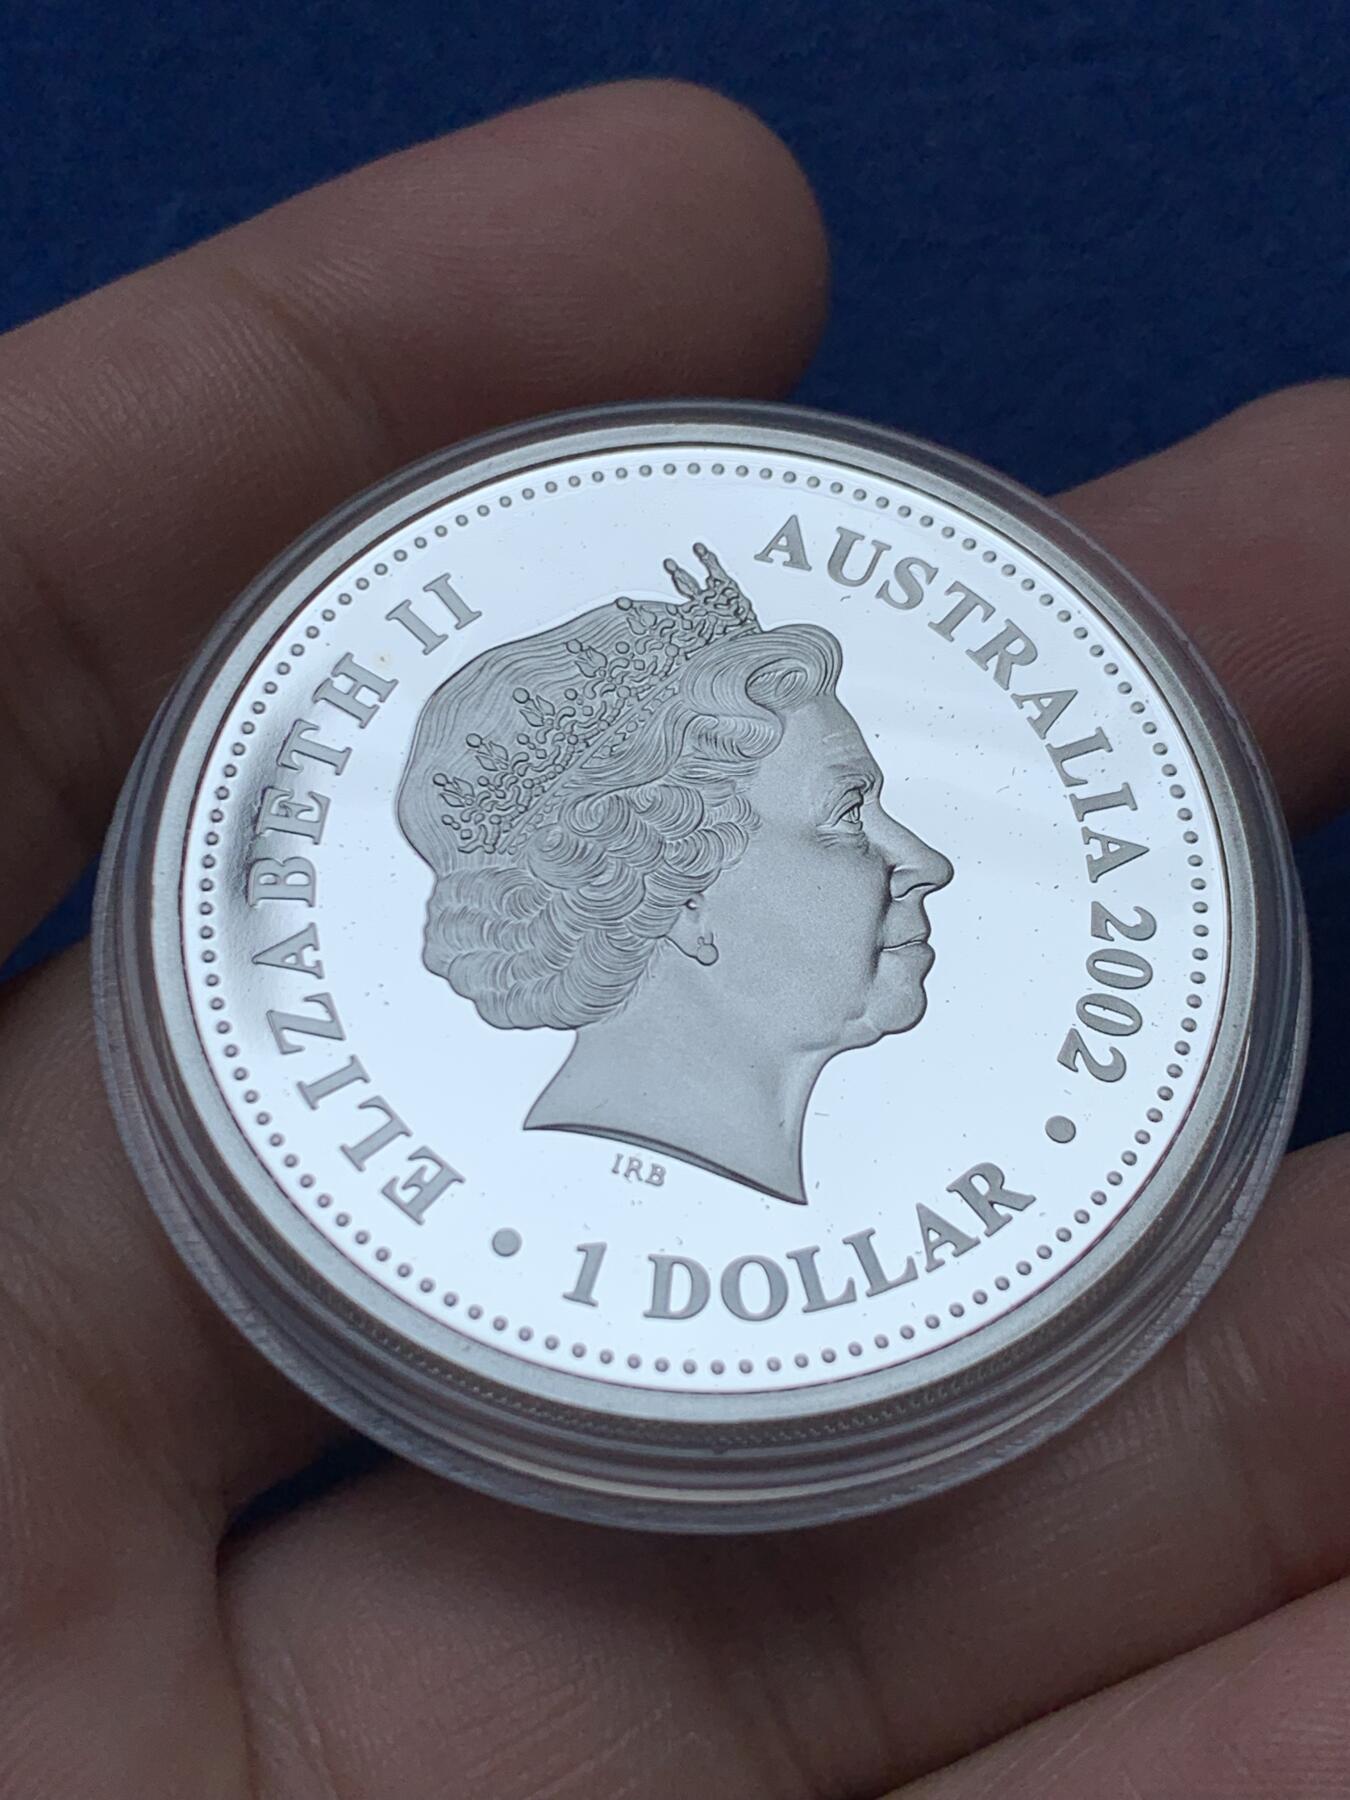 ELIZABETH II
AUSTRALIA 2002
IRB
• 1 DOLLAR •